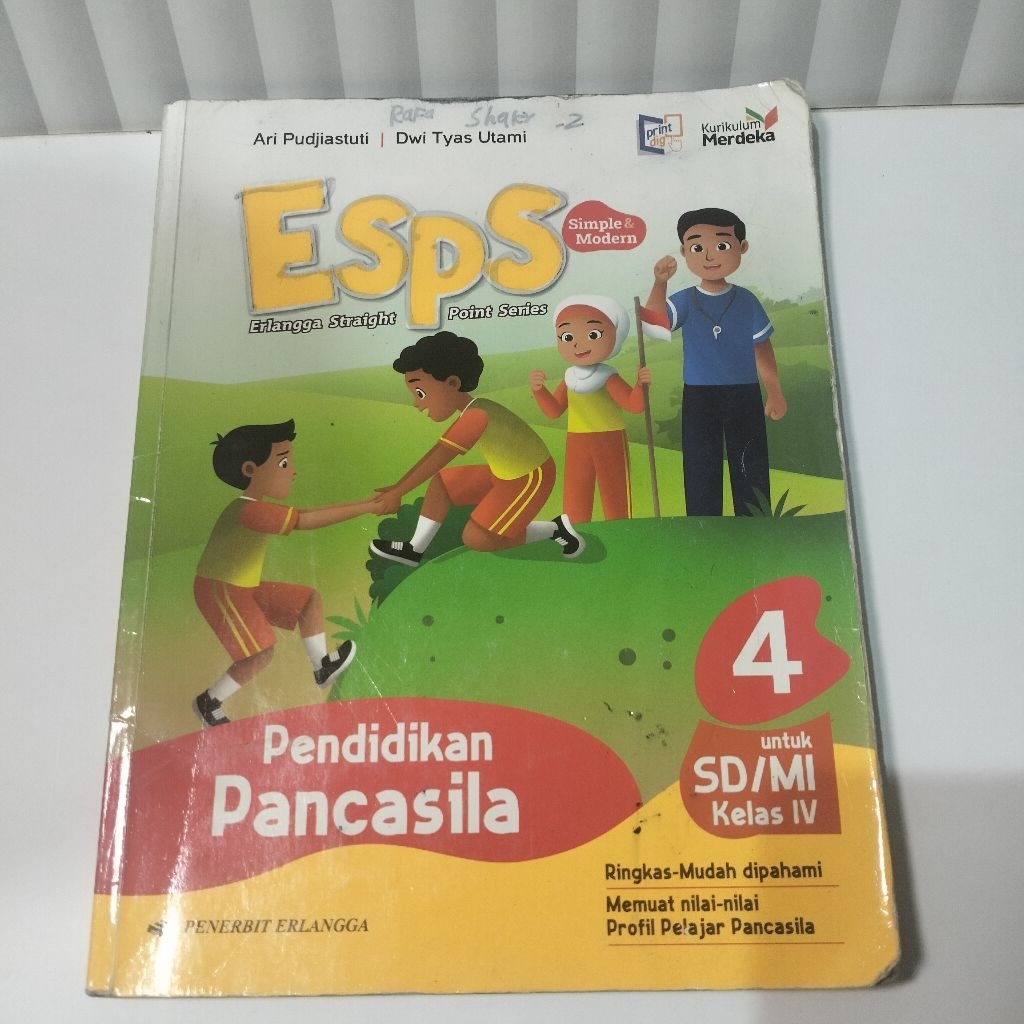 Ari Pudjiastuti | Dwi Tyas Utami
print
dig
Kurikulum
Merdeka
ESPS
Simple &
Modern
Erlangga Straight Point Series
4
untuk
SD/MI
Kelas IV
Pendidikan
Pancasila
Ringkas-Mudah dipahami
Memuat nilai-nilai
Profil Pelajar Pancasila
PENERBIT ERLANGGA